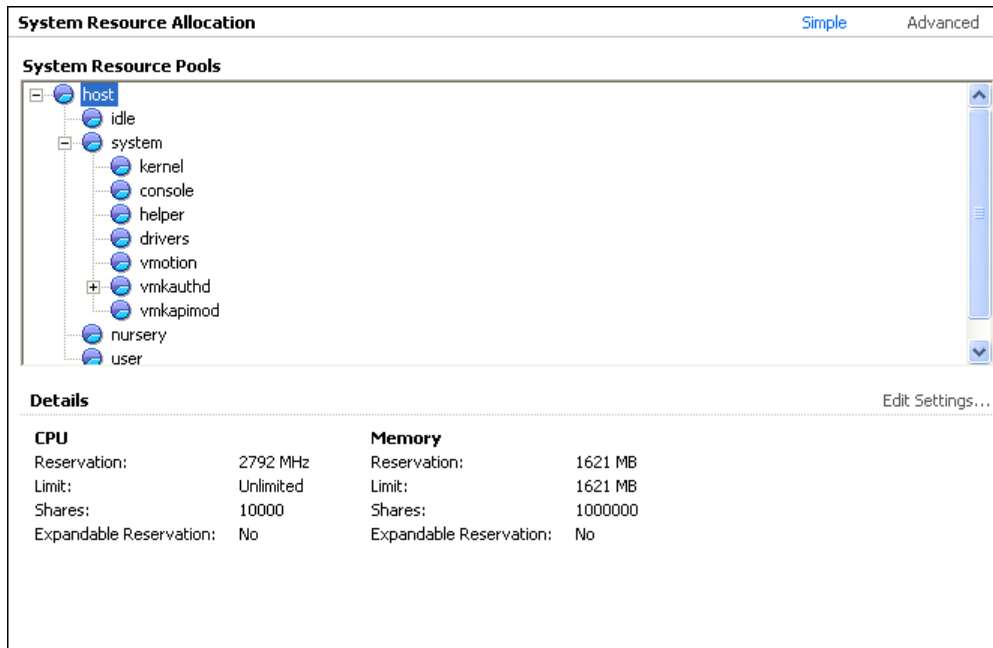 System Resource Allocation Simple Advanced
System Resource Pools
host
idle
system
kernel
console
helper
drivers
vmotion
vmkauthd
vmkapimod
nursery
user
Details Edit Settings...
CPU Memory
Reservation: 2792 MHz Reservation: 1621 MB
Limit: Unlimited Limit: 1621 MB
Shares: 10000 Shares: 1000000
Expandable Reservation: No Expandable Reservation: No